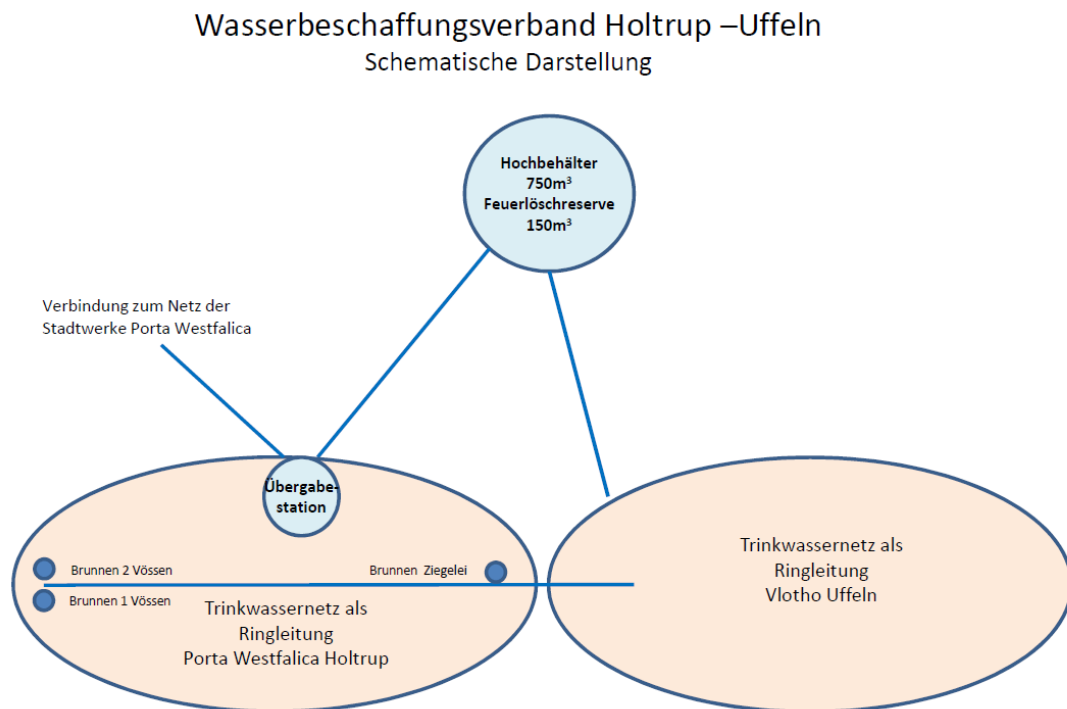 Wasserbeschaffungsverband Holtrup –Uffeln
Schematische Darstellung
Hochbehälter
750m³
Feuerlöschreserve
150m³
Verbindung zum Netz der
Stadtwerke Porta Westfalica
Übergabe-
station
Brunnen 2 Vössen
Brunnen Ziegelei
Brunnen 1 Vössen
Trinkwassernetz als
Ringleitung
Porta Westfalica Holtrup
Trinkwassernetz als
Ringleitung
Vlotho Uffeln